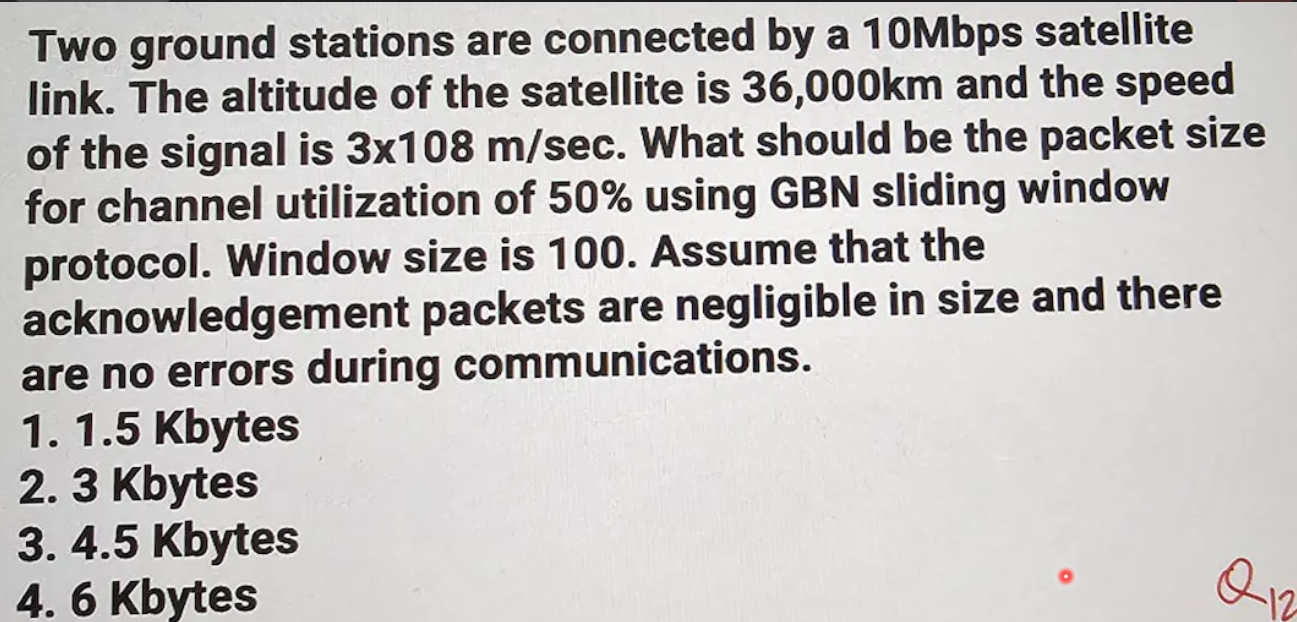 Two ground stations are connected by a 10Mbps satellite
link. The altitude of the satellite is 36,000km and the speed
of the signal is 3x108 m/sec. What should be the packet size
for channel utilization of 50% using GBN sliding window
protocol. Window size is 100. Assume that the
acknowledgement packets are negligible in size and there
are no errors during communications.
1. 1.5 Kbytes
2. 3 Kbytes
3. 4.5 Kbytes
4. 6 Kbytes
Q12